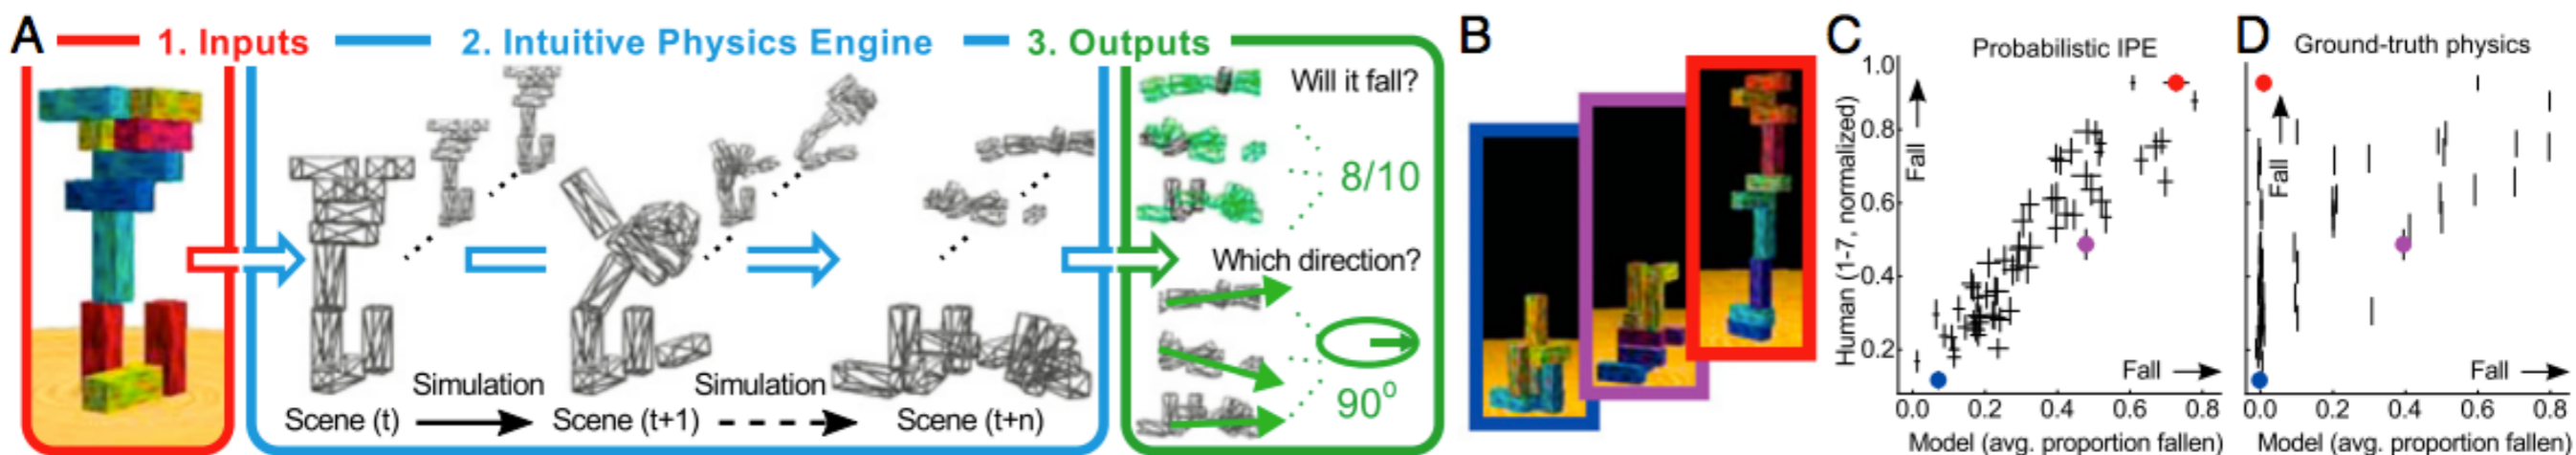 A
1. Inputs
2. Intuitive Physics Engine
3. Outputs
Will it fall?
8/10
Which direction?
90o
Simulation
Simulation
Scene (t)
Scene (t+1)
Scene (t+n)
B
C
Probabilistic IPE
Human (1-7, normalized)
Fall
1.0
0.8
0.6
0.4
0.2
Fall
0.0 0.2 0.4 0.6 0.8
Model (avg. proportion fallen)
D
Ground-truth physics
Fall
Fall
0.0 0.2 0.4 0.6 0.8
Model (avg. proportion fallen)